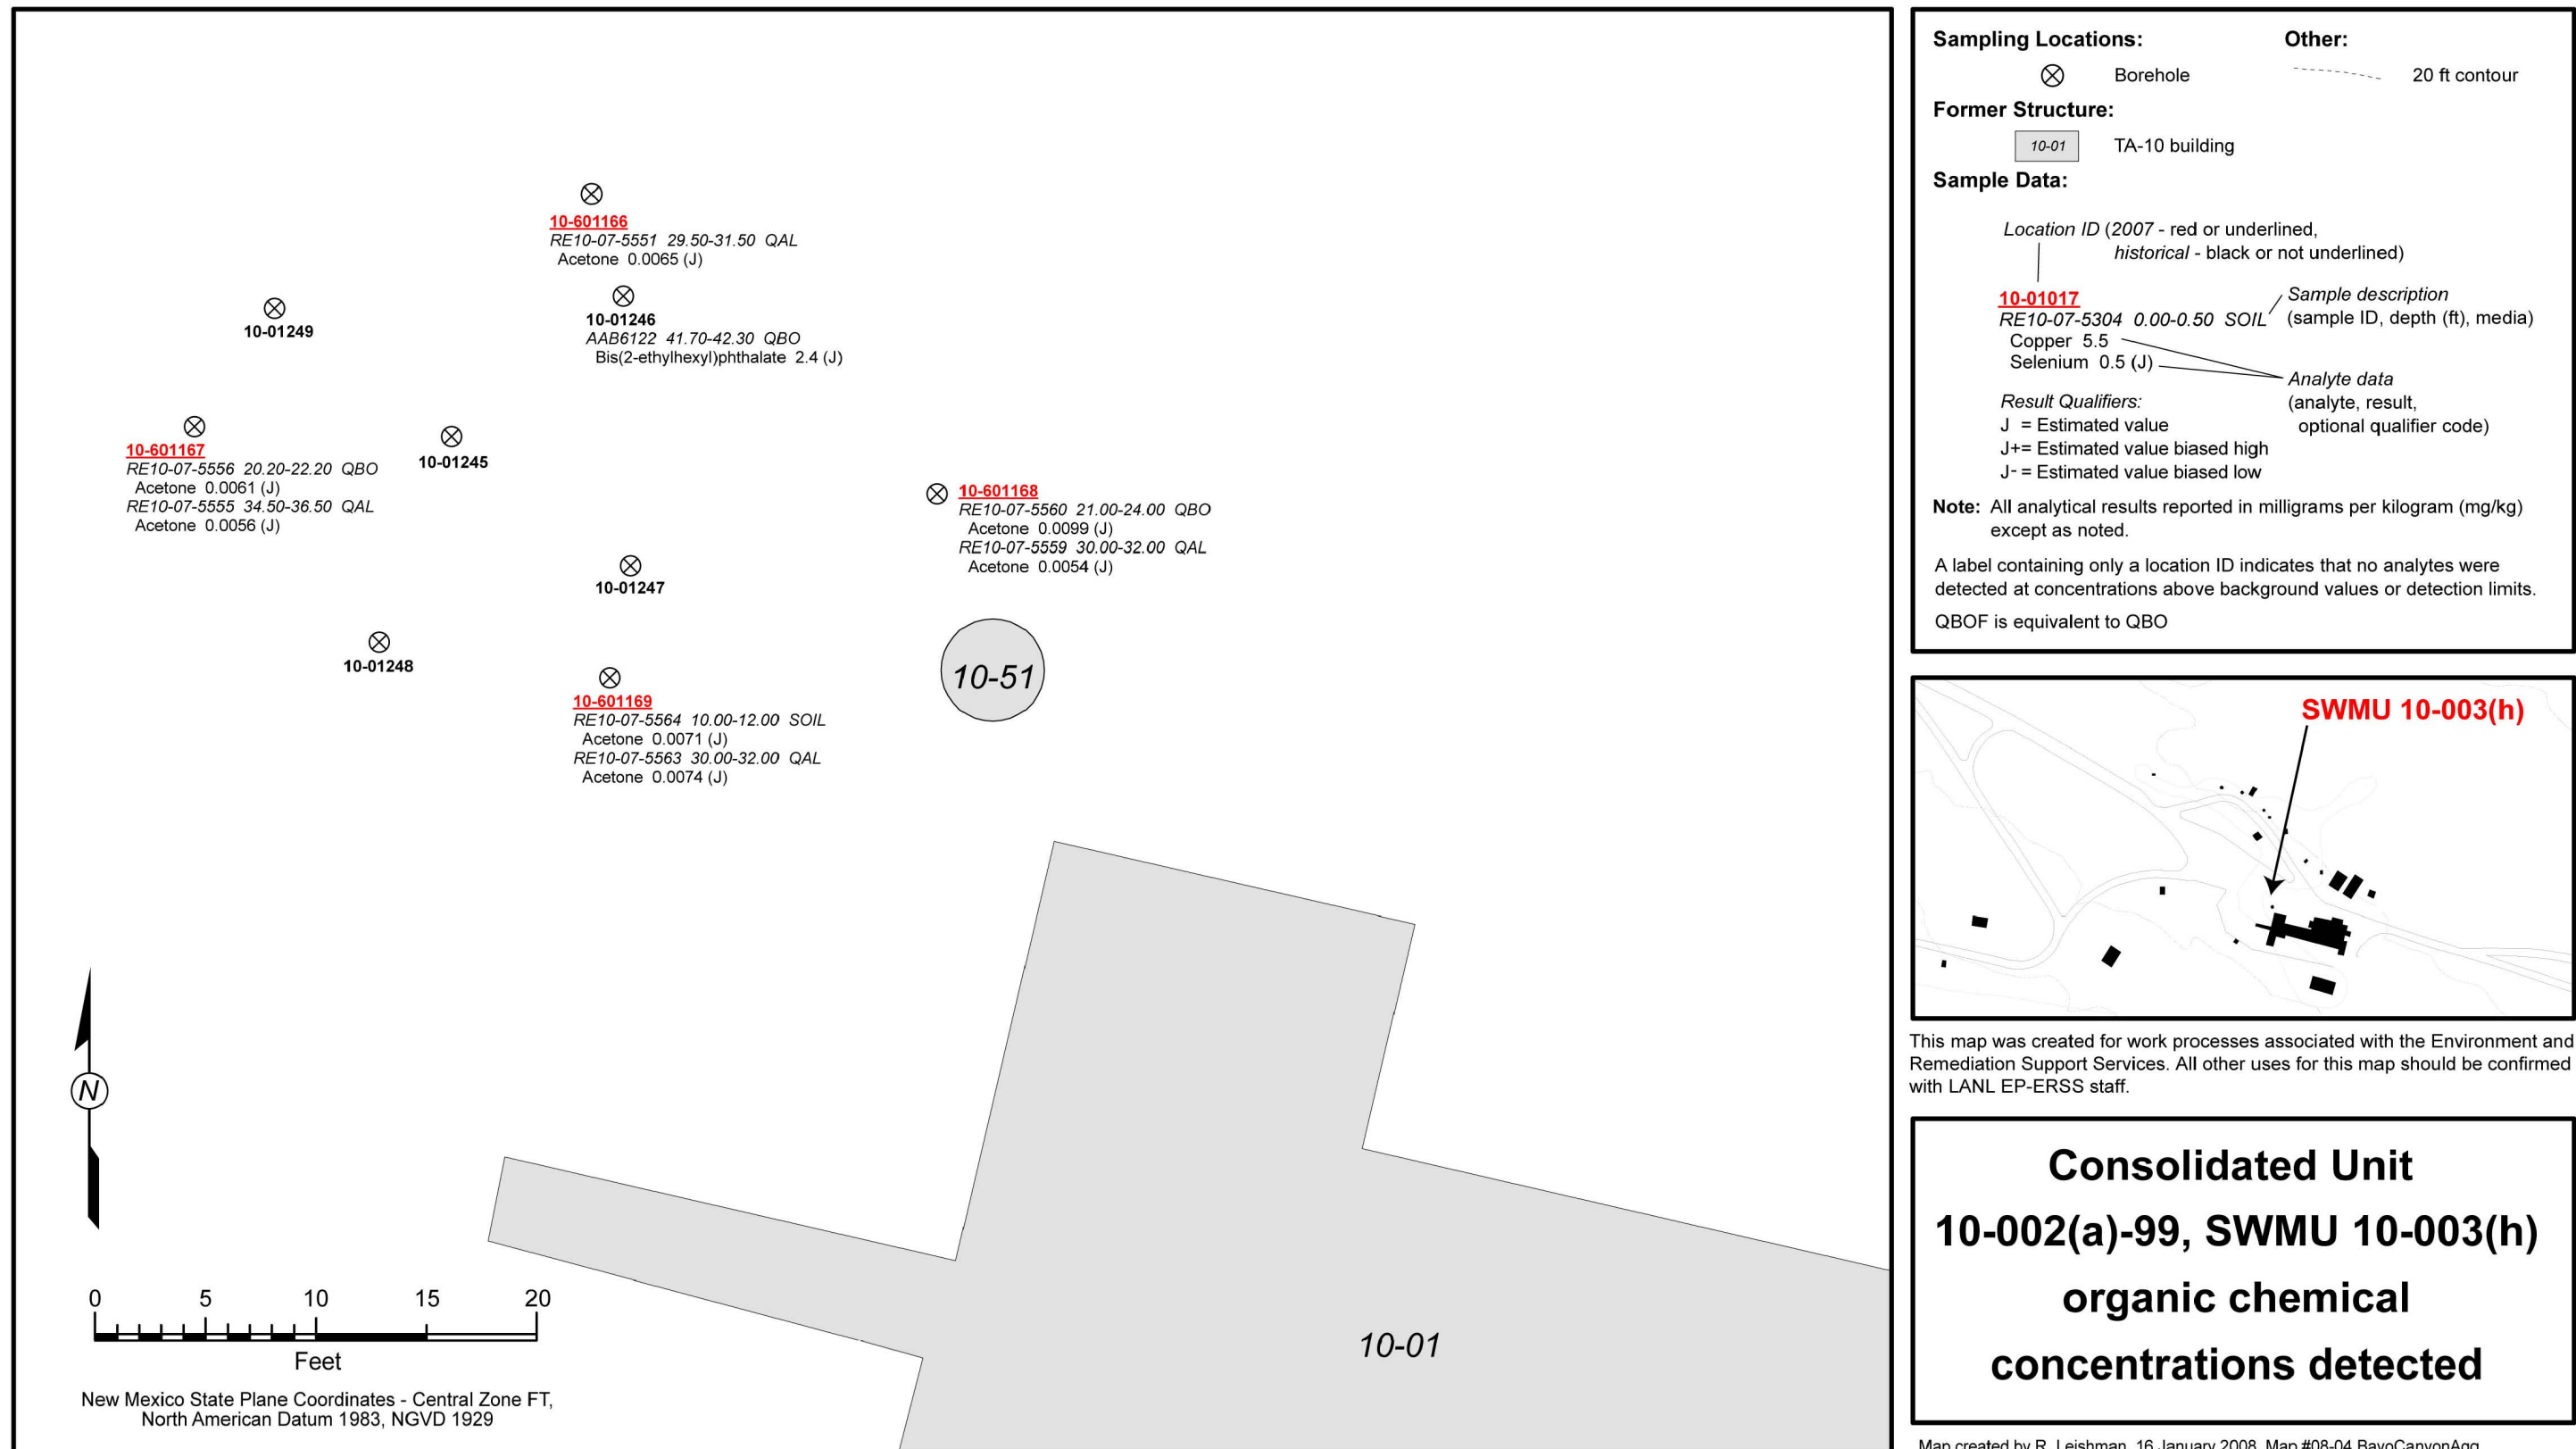 10-601166
RE10-07-5551 29.50-31.50 QAL
Acetone 0.0065 (J)
10-01249
10-01246
AAB6122 41.70-42.30 QBO
Bis(2-ethylhexyl)phthalate 2.4 (J)
10-601167
RE10-07-5556 20.20-22.20 QBO
Acetone 0.0061 (J)
RE10-07-5555 34.50-36.50 QAL
Acetone 0.0056 (J)
10-01245
10-601168
RE10-07-5560 21.00-24.00 QBO
Acetone 0.0099 (J)
RE10-07-5559 30.00-32.00 QAL
Acetone 0.0054 (J)
10-01247
10-01248
10-51
10-601169
RE10-07-5564 10.00-12.00 SOIL
Acetone 0.0071 (J)
RE10-07-5563 30.00-32.00 QAL
Acetone 0.0074 (J)
N
0 5 10 15 20
Feet
New Mexico State Plane Coordinates - Central Zone FT,
North American Datum 1983, NGVD 1929
10-01
Sampling Locations: Other:
Borehole 20 ft contour
Former Structure:
10-01 TA-10 building
Sample Data:
Location ID (2007 - red or underlined,
historical - black or not underlined)
10-01017
RE10-07-5304 0.00-0.50 SOIL
Copper 5.5
Selenium 0.5 (J)
Sample description
(sample ID, depth (ft), media)
Analyte data
(analyte, result,
optional qualifier code)
Result Qualifiers:
J = Estimated value
J+= Estimated value biased high
J- = Estimated value biased low
Note: All analytical results reported in milligrams per kilogram (mg/kg)
except as noted.
A label containing only a location ID indicates that no analytes were
detected at concentrations above background values or detection limits.
QBOF is equivalent to QBO
SWMU 10-003(h)
This map was created for work processes associated with the Environment and
Remediation Support Services. All other uses for this map should be confirmed
with LANL EP-ERSS staff.
Consolidated Unit
10-002(a)-99, SWMU 10-003(h)
organic chemical
concentrations detected
Map created by R. Leishman, 16 January 2008, Map #08-04 BayoCanyonAgg